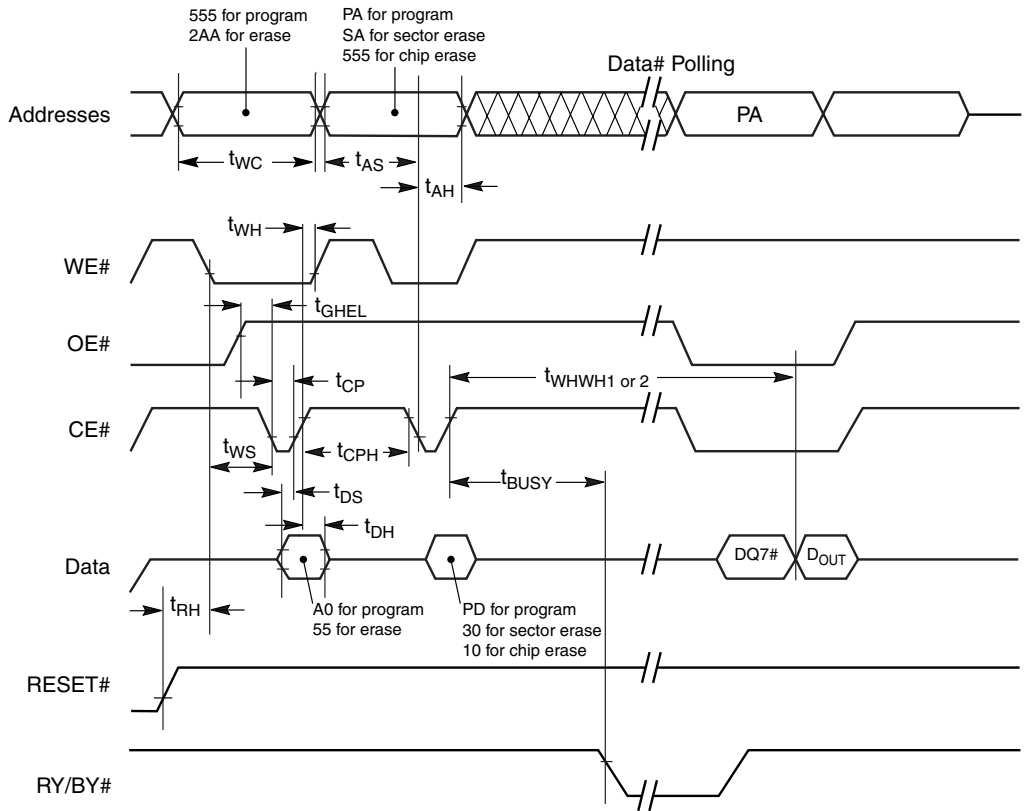 555 for program
2AA for erase
PA for program
SA for sector erase
555 for chip erase
Data# Polling
Addresses
PA
tWC
tAS
tAH
tWH
WE#
tGHEL
OE#
tCP
tWHWH1 or 2
CE#
tWS
tCPH
tBUSY
tDS
tDH
Data
DQ7#
DOUT
tRH
A0 for program
55 for erase
PD for program
30 for sector erase
10 for chip erase
RESET#
RY/BY#